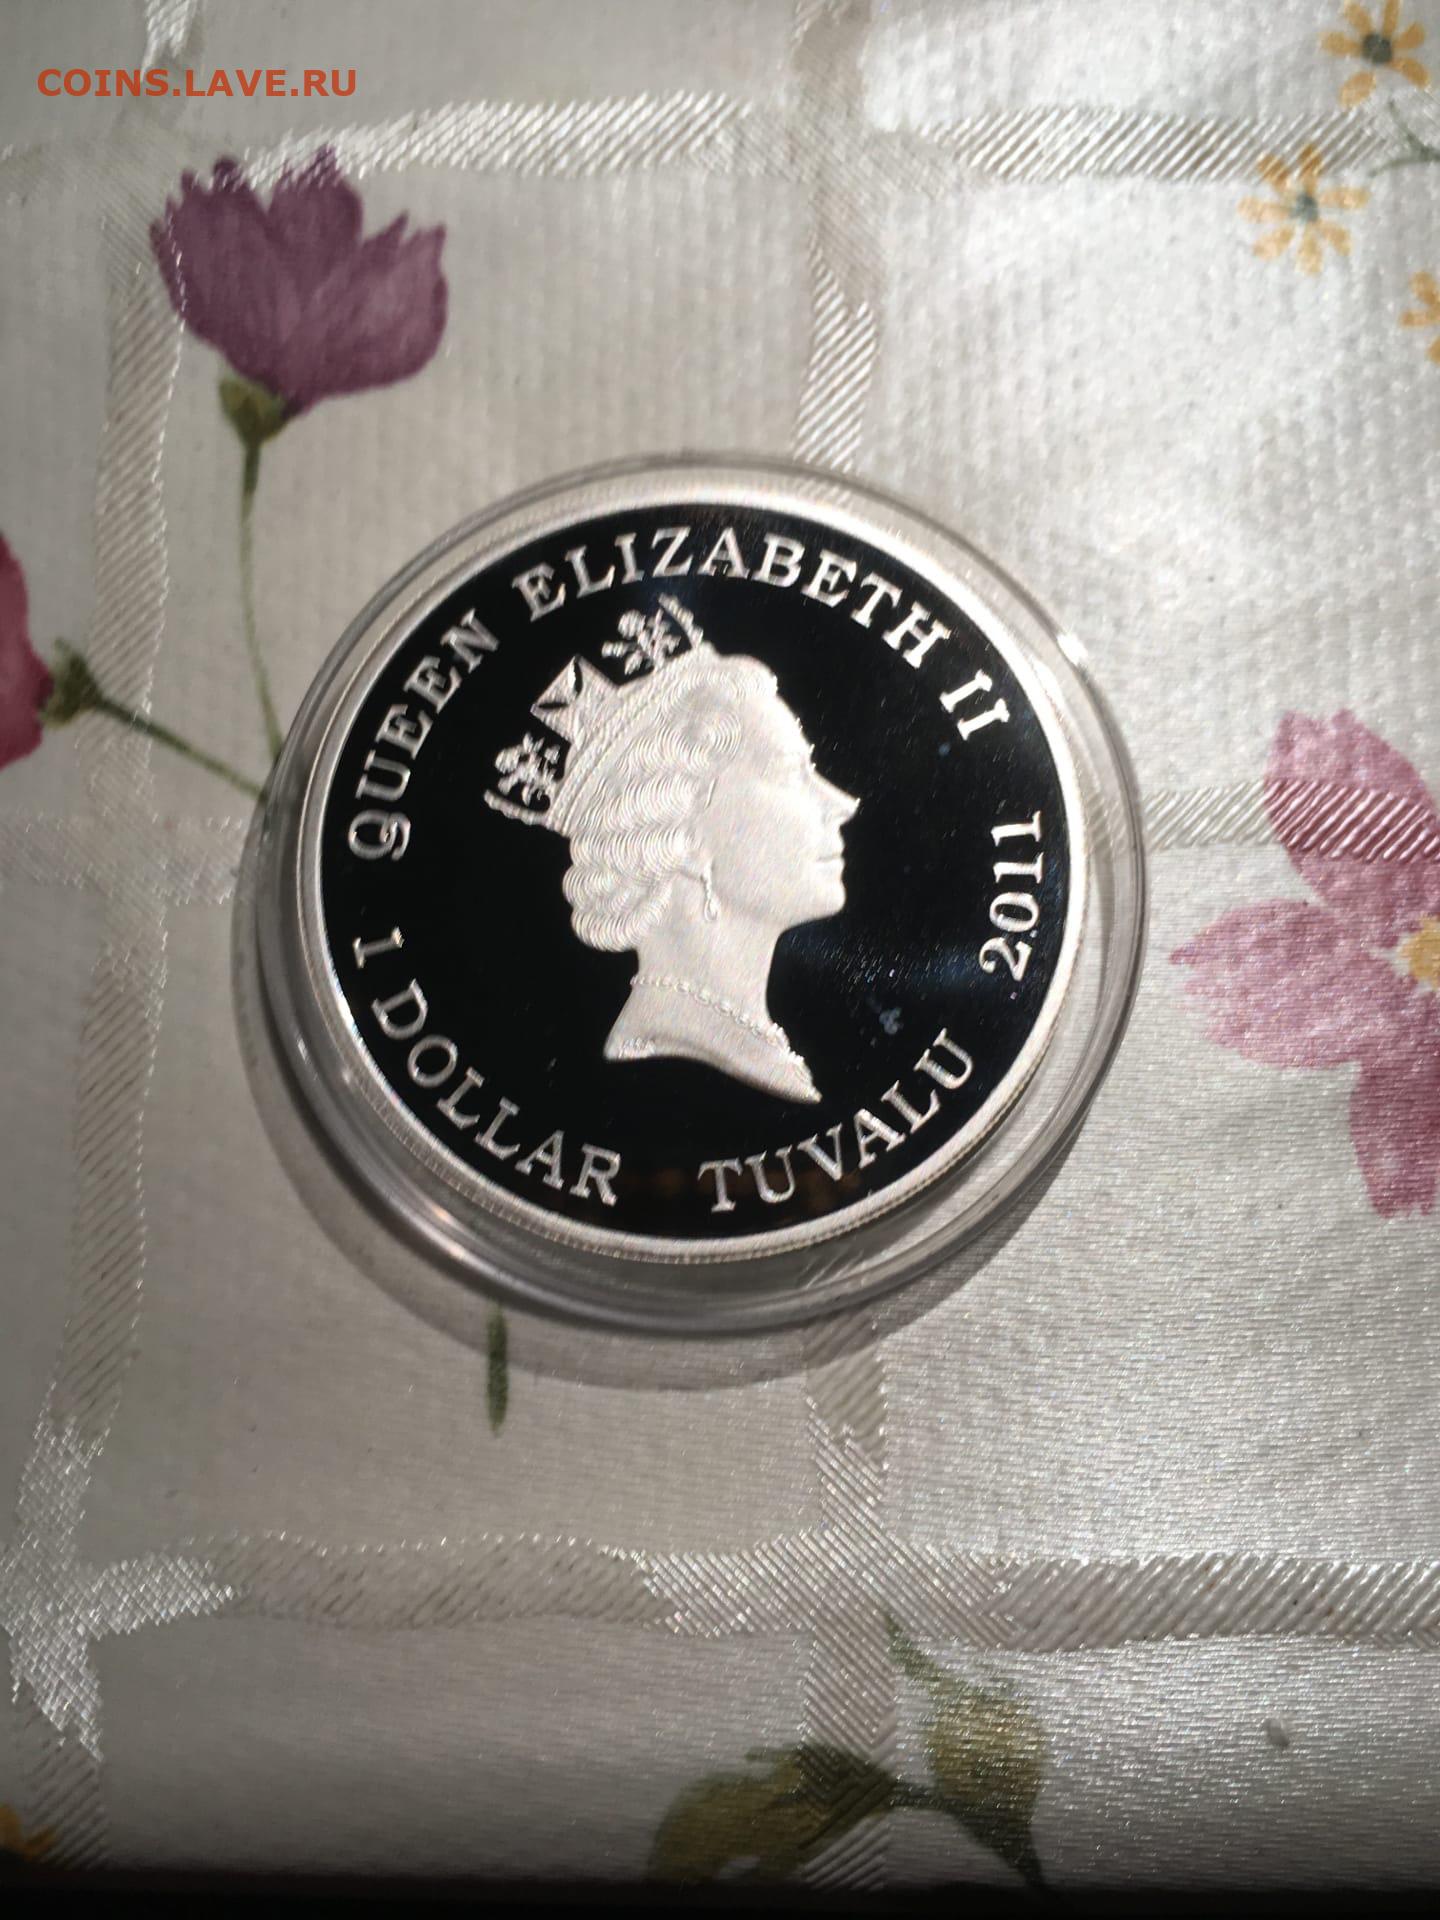 COINS.LAVE.RU
QUEEN ELIZABETH II
2011
1 DOLLAR
TUVALU